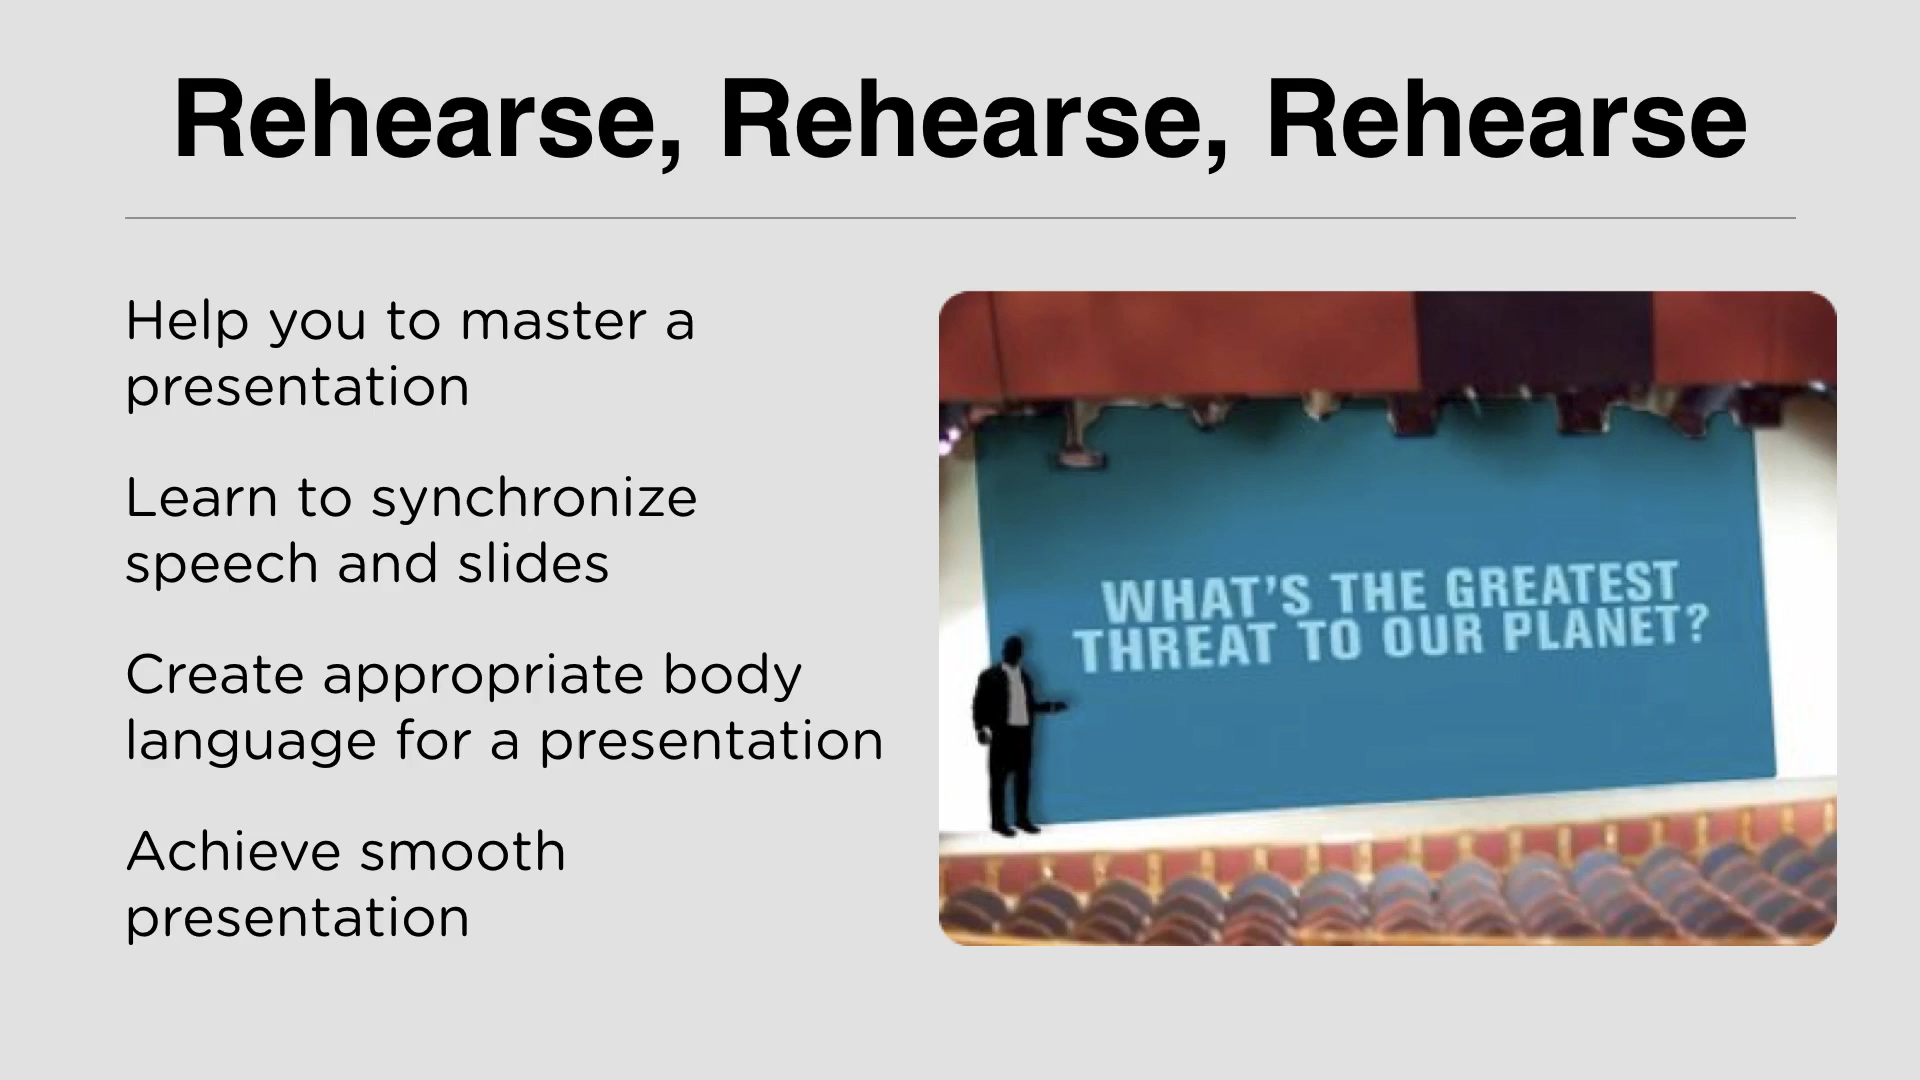 Rehearse, Rehearse, Rehearse
Help you to master a
presentation
Learn to synchronize
speech and slides
Create appropriate body
language for a presentation
Achieve smooth
presentation
WHAT'S THE GREATEST
THREAT TO OUR PLANET?